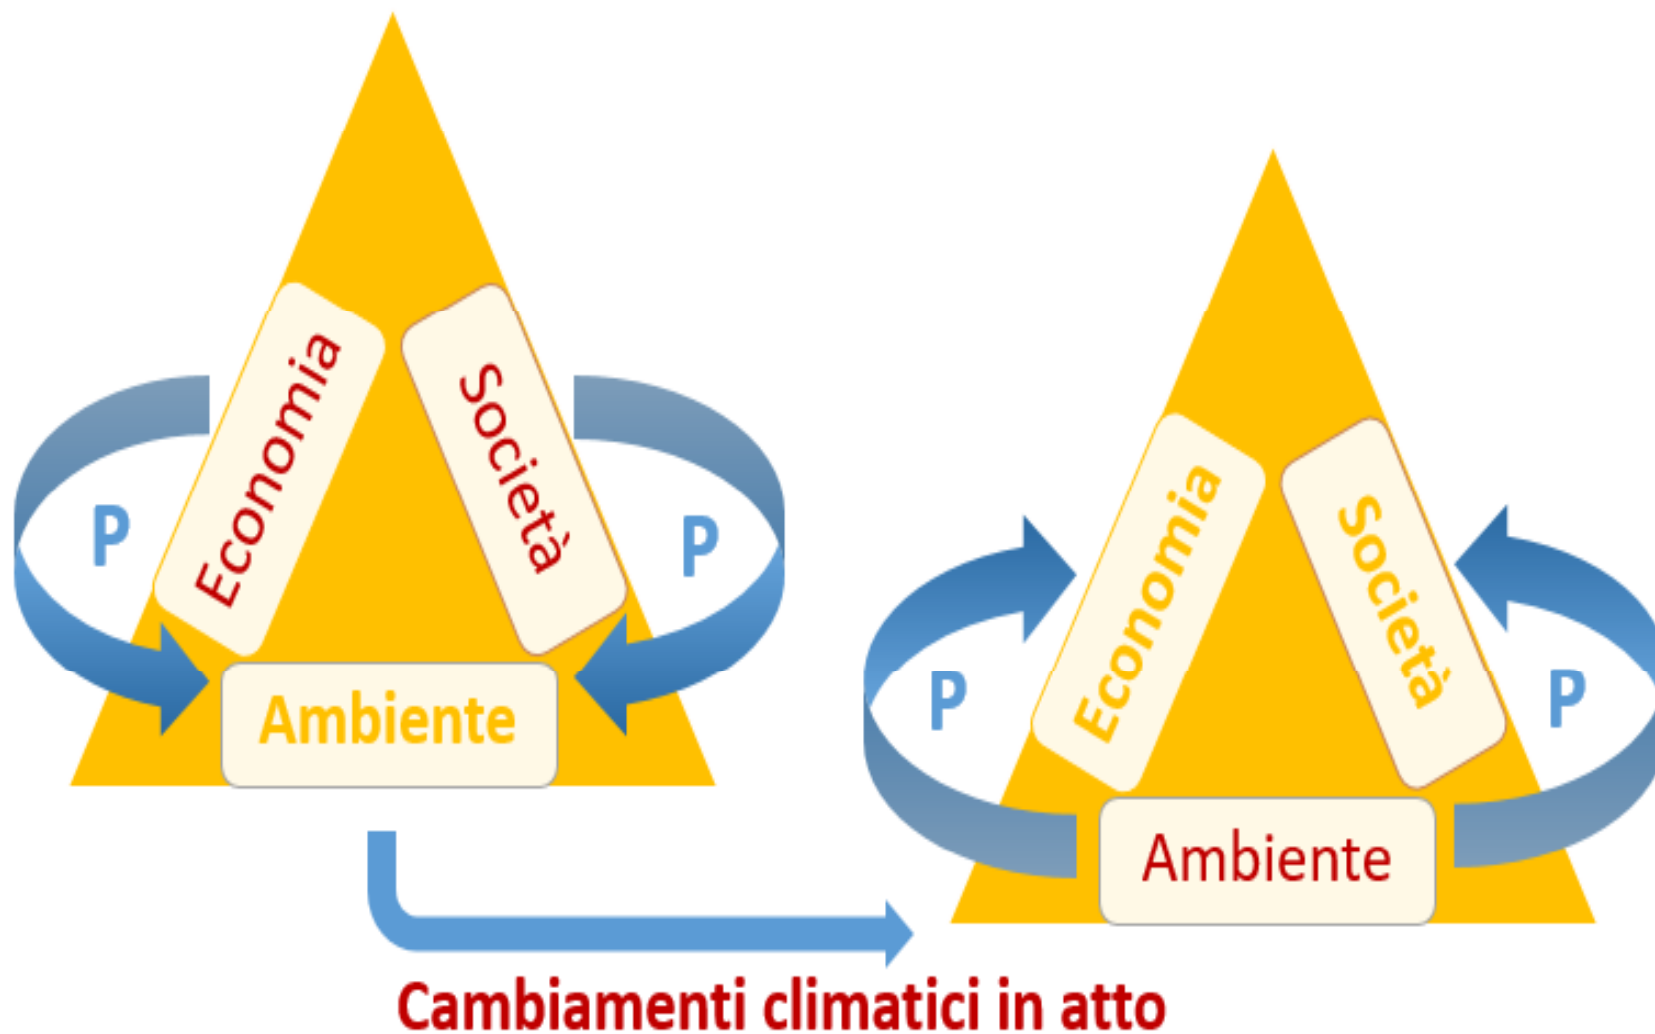 Economia
Società
P
P
Ambiente
Economia
Società
P
P
Ambiente
Cambiamenti climatici in atto